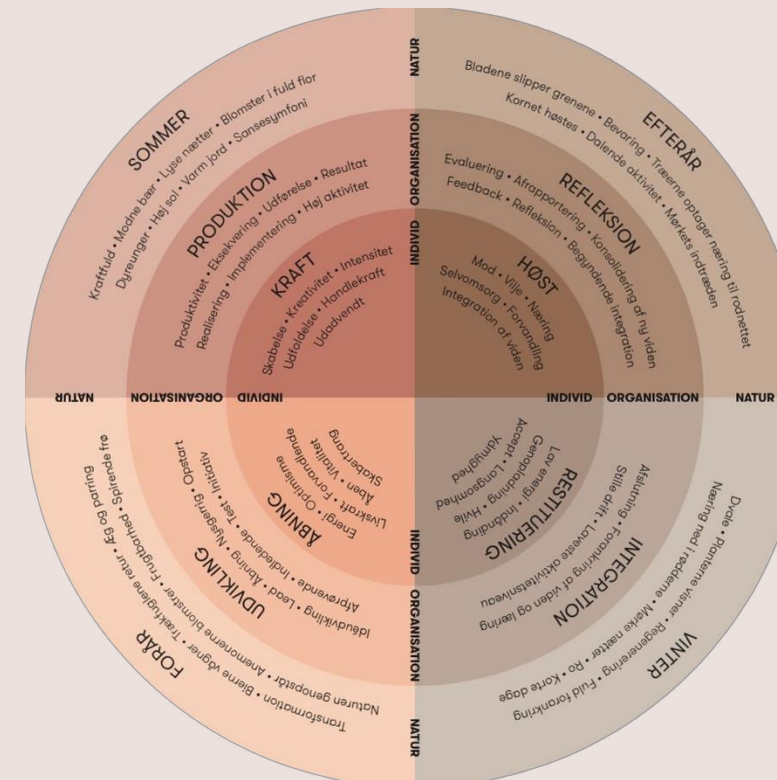 NATUR
ORGANISATION
INDIVID
SOMMER
Kraftfuld • Modne bær • Lyse nætter • Blomster i fuld flor
Dyreunger • Høj sol • Varm jord • Sansesymfoni
PRODUKTION
Produktivitet • Eksekvering • Udførelse • Resultat
Realisering • Implementering • Høj aktivitet
KRAFT
Skabelse • Kreativitet • Intensitet
Udfoldelse • Handlekraft
Udadvendt
EFTERÅR
Bladene slipper grenene • Bevaring • Træerne optager næring til rodnettet
Kornet høstes • Dalende aktivitet • Mørkets indtræden
REFLEKSION
Evaluering • Afrapportering • Konsolidering af ny viden
Feedback • Refleksion • Begyndende integration
HØST
Mod • Vilje • Næring
Selvomsorg • Forvandling
Integration af viden
INDIVID
ORGANISATION
NATUR
RESTITUERING
Lav energi • Indånding
Genopladning • Hvile
Accept • Langsomhed
Ydmyghed
INTEGRATION
Afslutning • Forankring af viden og læring
Stille drift • Laveste aktivitetsniveau
VINTER
Dvale • Planterne visner • Regenerering • Fuld forankring
Næring ned i rødderne • Mørke nætter • Ro • Korte dage
INDIVID
ORGANISATION
NATUR
ÅBNING
Energi • Optimisme
Livskraft • Forvandlende
Åben • Vitalitet
Skabertrang
UDVIKLING
Idéudvikling • Lead • Åbning • Nysgerrig • Opstart
Afprøvende • Indledende • Test • Initiativ
FORÅR
Transformation • Bierne vågner • Trækfuglene retur • Æg og parring
Naturen genopstår • Anemonerne blomstrer • Frugtbarhed • Spirende frø
NATUR
ORGANISATION
INDIVID